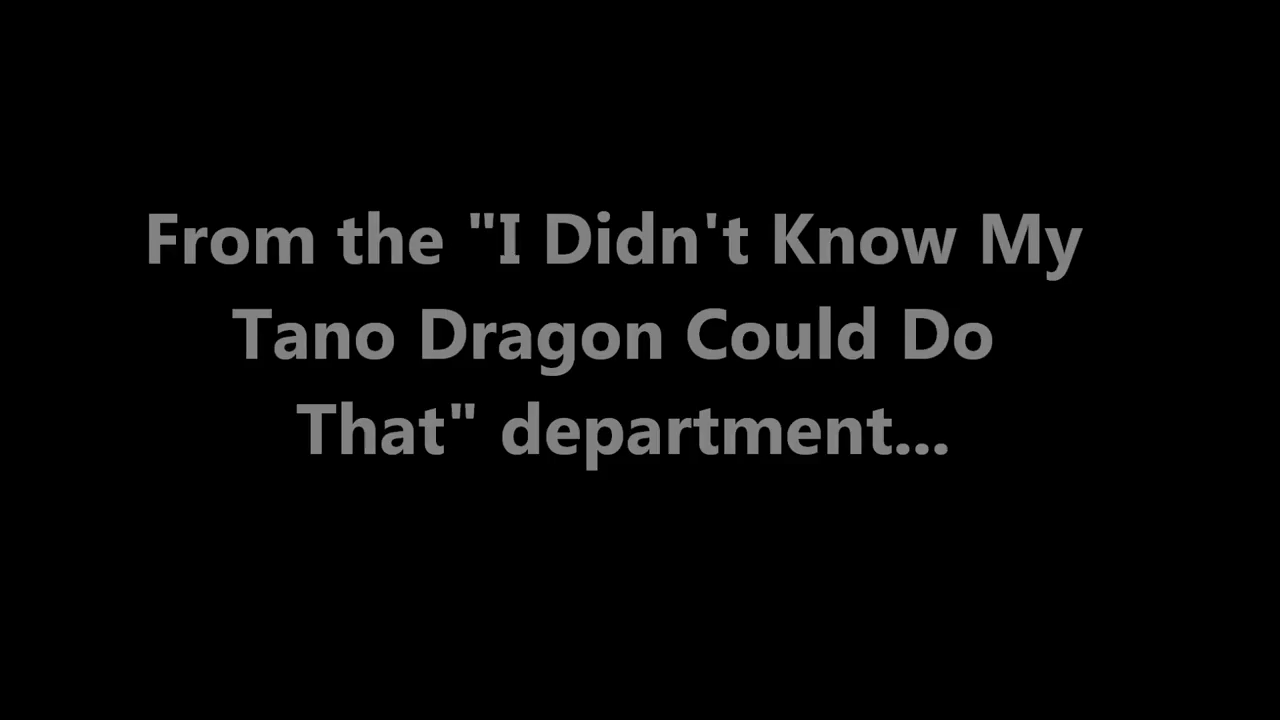 From the "I Didn't Know My
Tano Dragon Could Do
That" department...